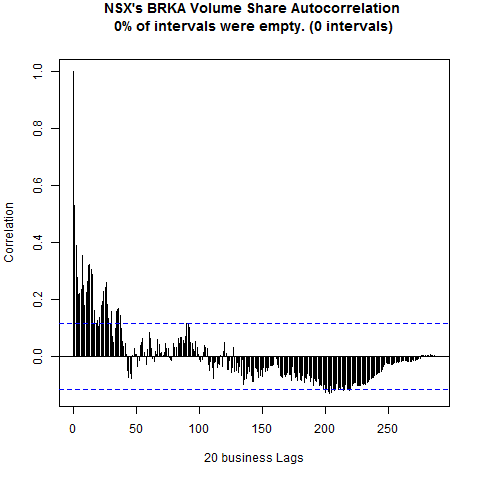 NSX's BRKA Volume Share Autocorrelation
0% of intervals were empty. (0 intervals)
Correlation
1.0
0.8
0.6
0.4
0.2
0.0
0 50 100 150 200 250
20 business Lags